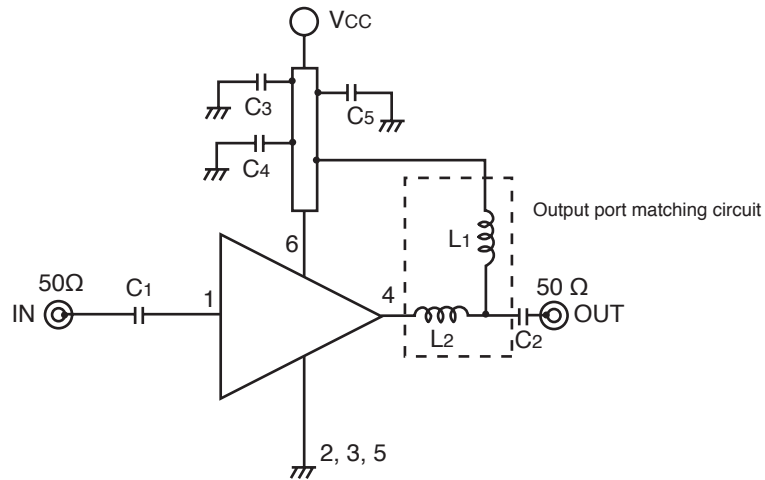 VCC
C3
C5
C4
Output port matching circuit
L1
6
50Ω
C1
1
4
50 Ω
IN
OUT
L2
C2
2, 3, 5